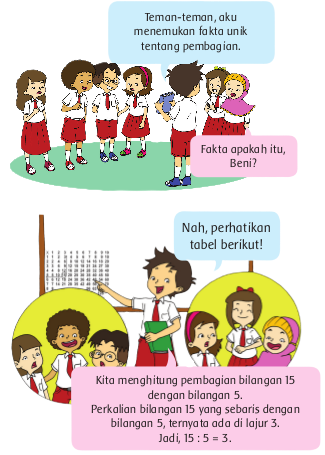 Teman-teman, aku
menemukan fakta unik
tentang pembagian.
Fakta apakah itu,
Beni?
Nah, perhatikan
tabel berikut!
Kita menghitung pembagian bilangan 15
dengan bilangan 5.
Perkalian bilangan 15 yang sebaris dengan
bilangan 5, ternyata ada di lajur 3.
Jadi, 15 : 5 = 3.